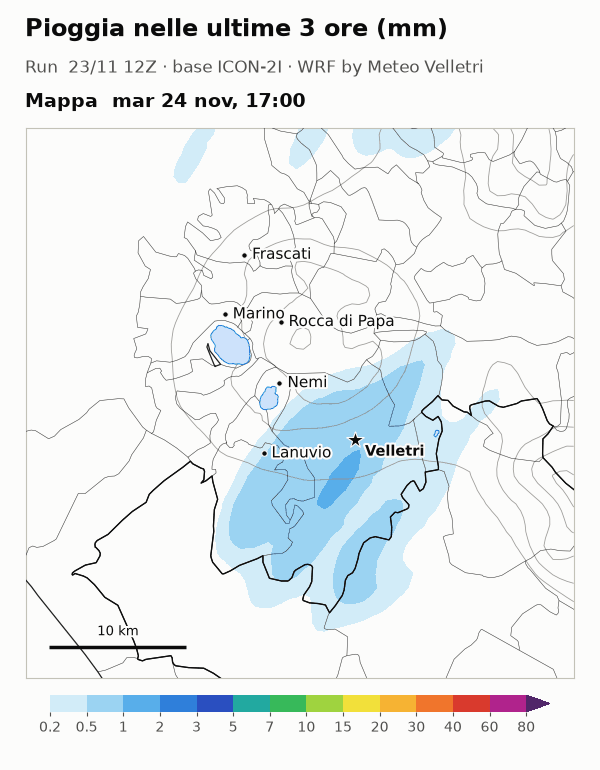 Pioggia nelle ultime 3 ore (mm)
Run  23/11 12Z · base ICON-2I · WRF by Meteo Velletri
Mappa  mar 24 nov, 17:00
Frascati
Marino
Rocca di Papa
Nemi
Velletri
Lanuvio
10 km
0.2 0.5 1 2 3 5 7 10 15 20 30 40 60 80